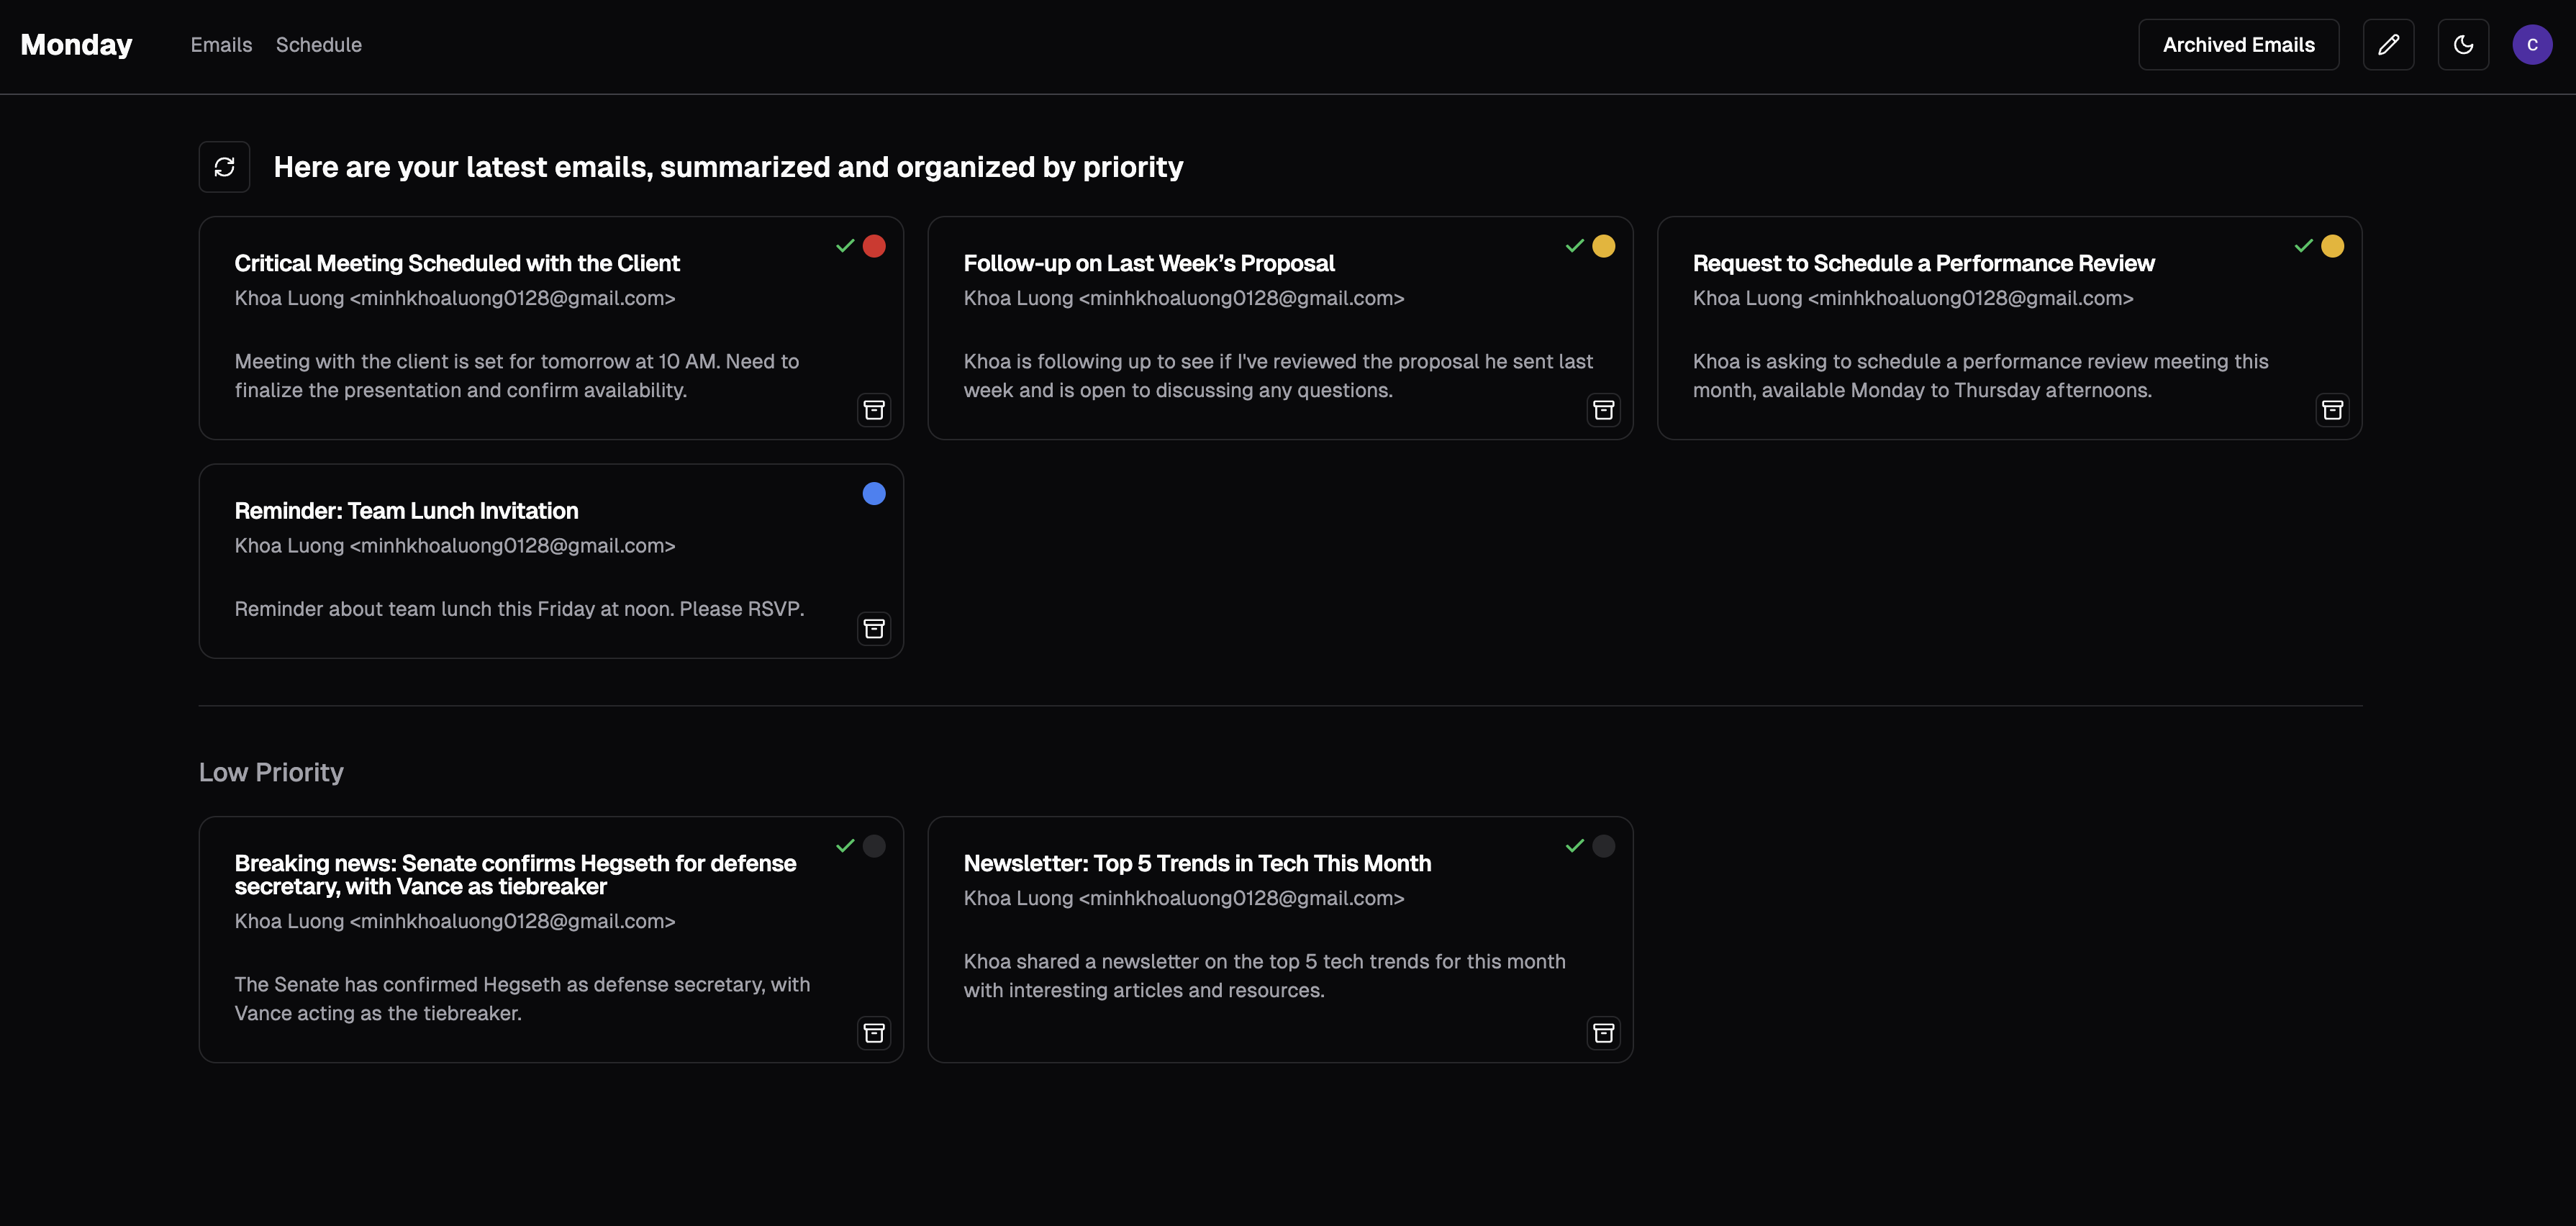 Monday
Emails
Schedule
Archived Emails
C
Here are your latest emails, summarized and organized by priority
Critical Meeting Scheduled with the Client
Khoa Luong <minhkhoaluong0128@gmail.com>
Meeting with the client is set for tomorrow at 10 AM. Need to
finalize the presentation and confirm availability.
Follow-up on Last Week’s Proposal
Khoa Luong <minhkhoaluong0128@gmail.com>
Khoa is following up to see if I've reviewed the proposal he sent last
week and is open to discussing any questions.
Request to Schedule a Performance Review
Khoa Luong <minhkhoaluong0128@gmail.com>
Khoa is asking to schedule a performance review meeting this
month, available Monday to Thursday afternoons.
Reminder: Team Lunch Invitation
Khoa Luong <minhkhoaluong0128@gmail.com>
Reminder about team lunch this Friday at noon. Please RSVP.
Low Priority
Breaking news: Senate confirms Hegseth for defense
secretary, with Vance as tiebreaker
Khoa Luong <minhkhoaluong0128@gmail.com>
The Senate has confirmed Hegseth as defense secretary, with
Vance acting as the tiebreaker.
Newsletter: Top 5 Trends in Tech This Month
Khoa Luong <minhkhoaluong0128@gmail.com>
Khoa shared a newsletter on the top 5 tech trends for this month
with interesting articles and resources.